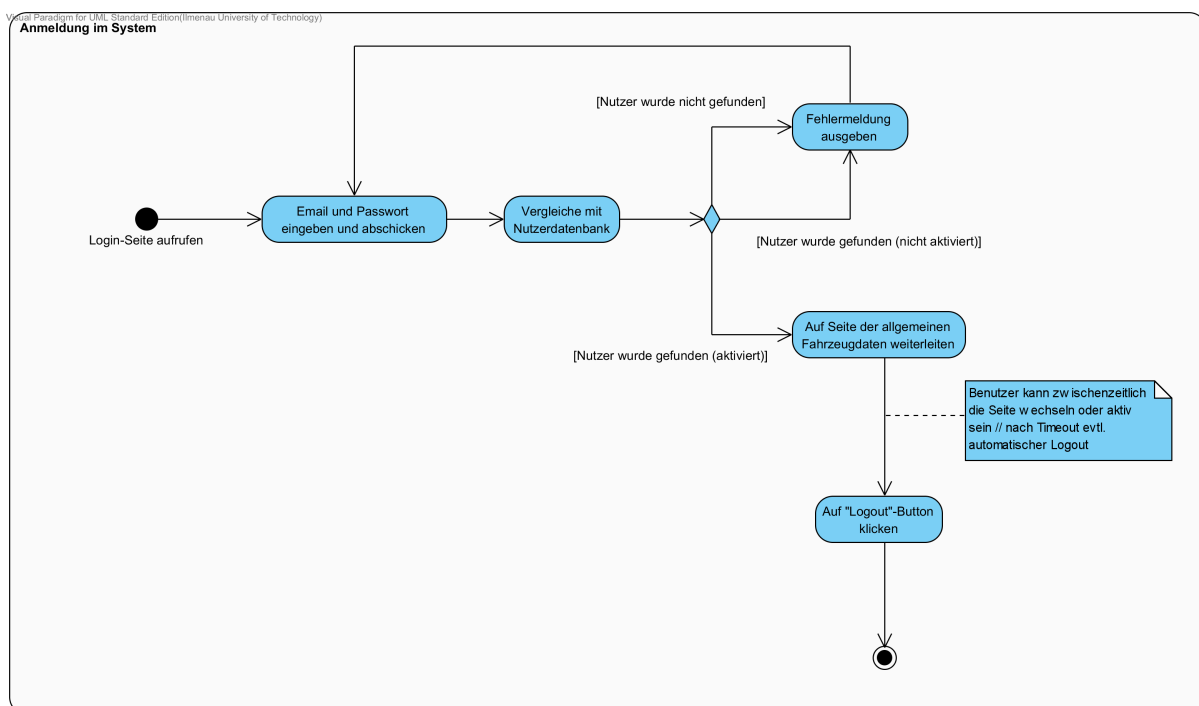 Visual Paradigm for UML Standard Edition(Ilmenau University of Technology)
Anmeldung im System
[Nutzer wurde nicht gefunden]
Fehlermeldung
ausgeben
Login-Seite aufrufen
Email und Passwort
eingeben und abschicken
Vergleiche mit
Nutzerdatenbank
[Nutzer wurde gefunden (nicht aktiviert)]
Auf Seite der allgemeinen
Fahrzeugdaten weiterleiten
[Nutzer wurde gefunden (aktiviert)]
Benutzer kann zwischenzeitlich
die Seite wechseln oder aktiv
sein // nach Timeout evtl.
automatischer Logout
Auf "Logout"-Button
klicken